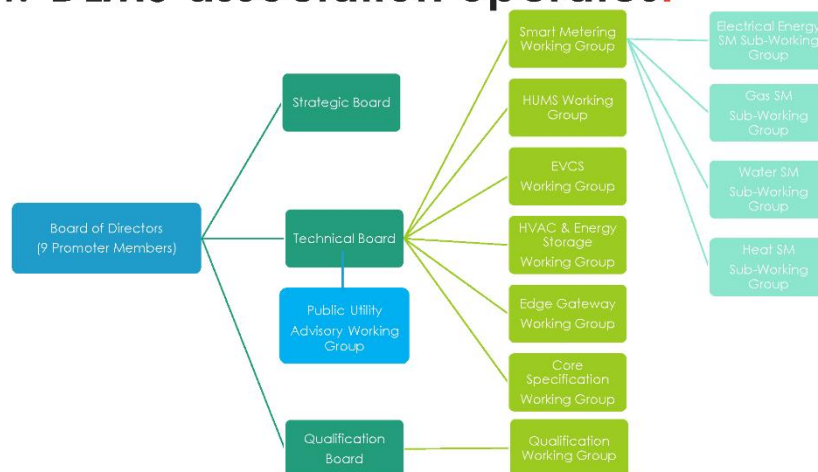 DLMS association operates?
Board of Directors
(9 Promoter Members)
Strategic Board
Technical Board
Public Utility
Advisory Working
Group
Qualification
Board
Smart Metering
Working Group
HUMS Working
Group
EVCS
Working Group
HVAC & Energy
Storage
Working Group
Edge Gateway
Working Group
Core
Specification
Working Group
Qualification
Working Group
Electrical Energy
SM Sub-Working
Group
Gas SM
Sub-Working
Group
Water SM
Sub-Working
Group
Heat SM
Sub-Working
Group